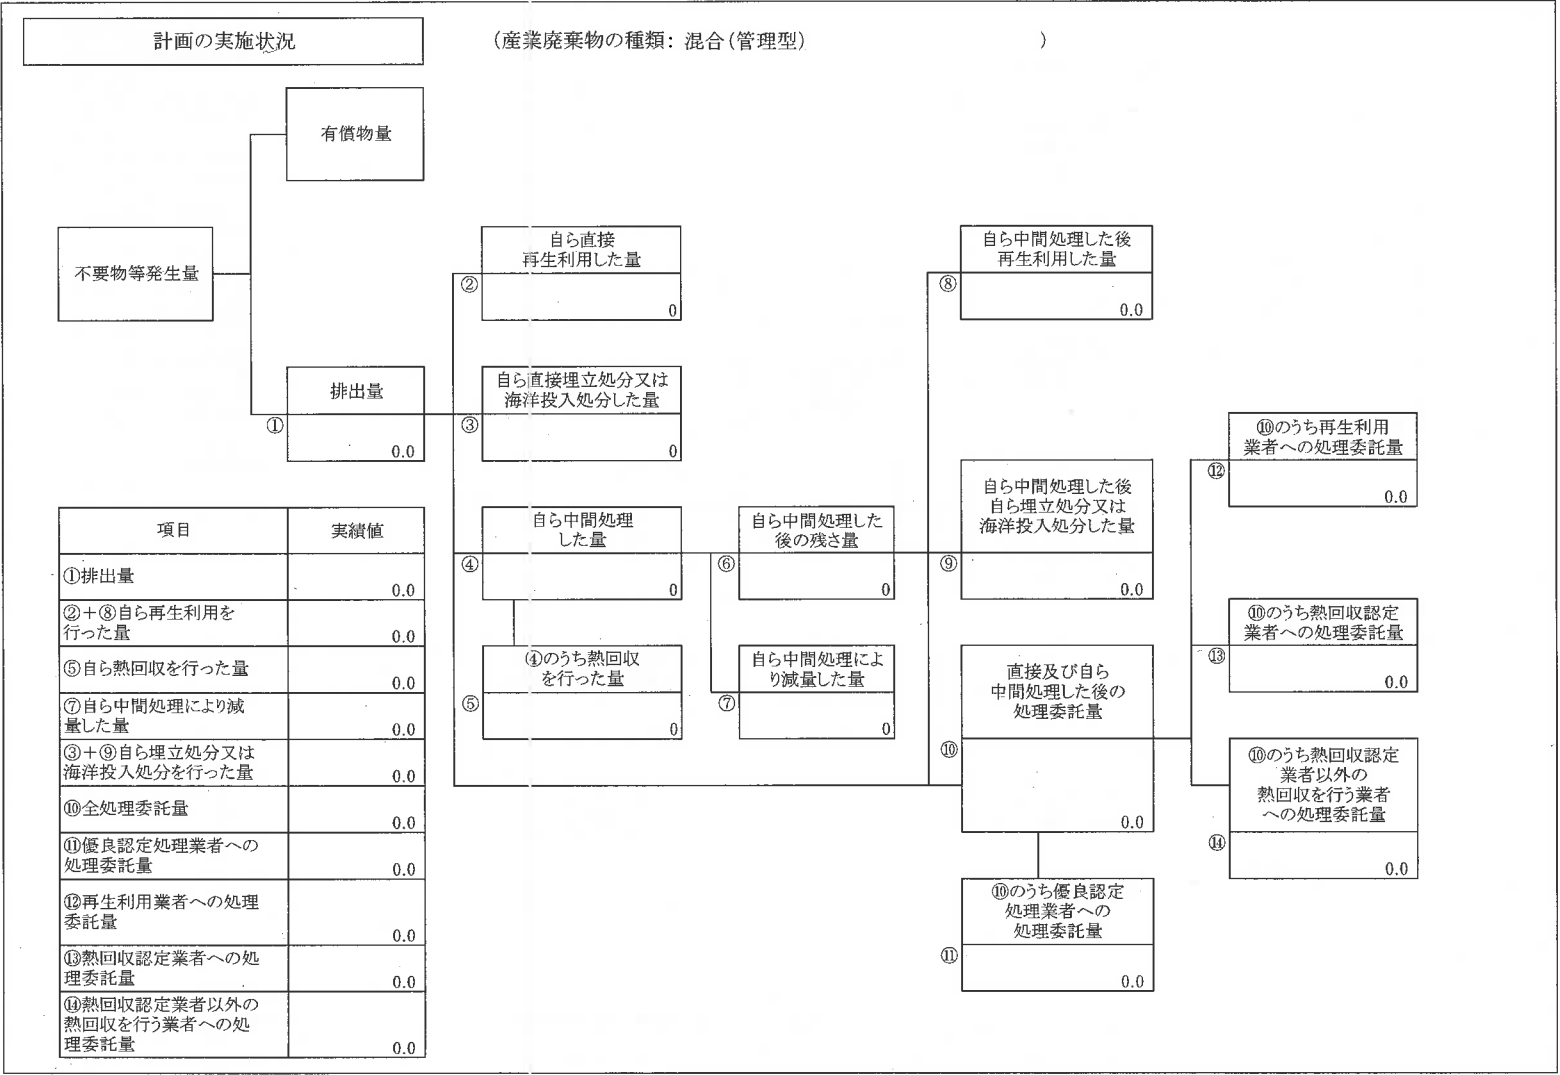 計画の実施状況
（産業廃棄物の種類： 混合（管理型） ）
有償物量
不要物等発生量
排出量
①
0.0
自ら直接
再生利用した量
②
0
自ら直接埋立処分又は
海洋投入処分した量
③
0
自ら中間処理
した量
④
0
④のうち熱回収
を行った量
⑤
0
自ら中間処理した
後の残さ量
⑥
0
自ら中間処理によ
り減量した量
⑦
0
自ら中間処理した後
再生利用した量
⑧
0.0
自ら中間処理した後
自ら埋立処分又は
海洋投入処分した量
⑨
0.0
直接及び自ら
中間処理した後の
処理委託量
⑩
0.0
⑩のうち優良認定
処理業者への
処理委託量
⑪
0.0
⑩のうち再生利用
業者への処理委託量
⑫
0.0
⑩のうち熱回収認定
業者への処理委託量
⑬
0.0
⑩のうち熱回収認定
業者以外の
熱回収を行う業者
への処理委託量
⑭
0.0
項目 実績値
①排出量
0.0
②＋⑧自ら再生利用を
行った量
0.0
⑤自ら熱回収を行った量
0.0
⑦自ら中間処理により減
量した量
0.0
③＋⑨自ら埋立処分又は
海洋投入処分を行った量
0.0
⑩全処理委託量
0.0
⑪優良認定処理業者への
処理委託量
0.0
⑫再生利用業者への処理
委託量
0.0
⑬熱回収認定業者への処
理委託量
0.0
⑭熱回収認定業者以外の
熱回収を行う業者への処
理委託量
0.0